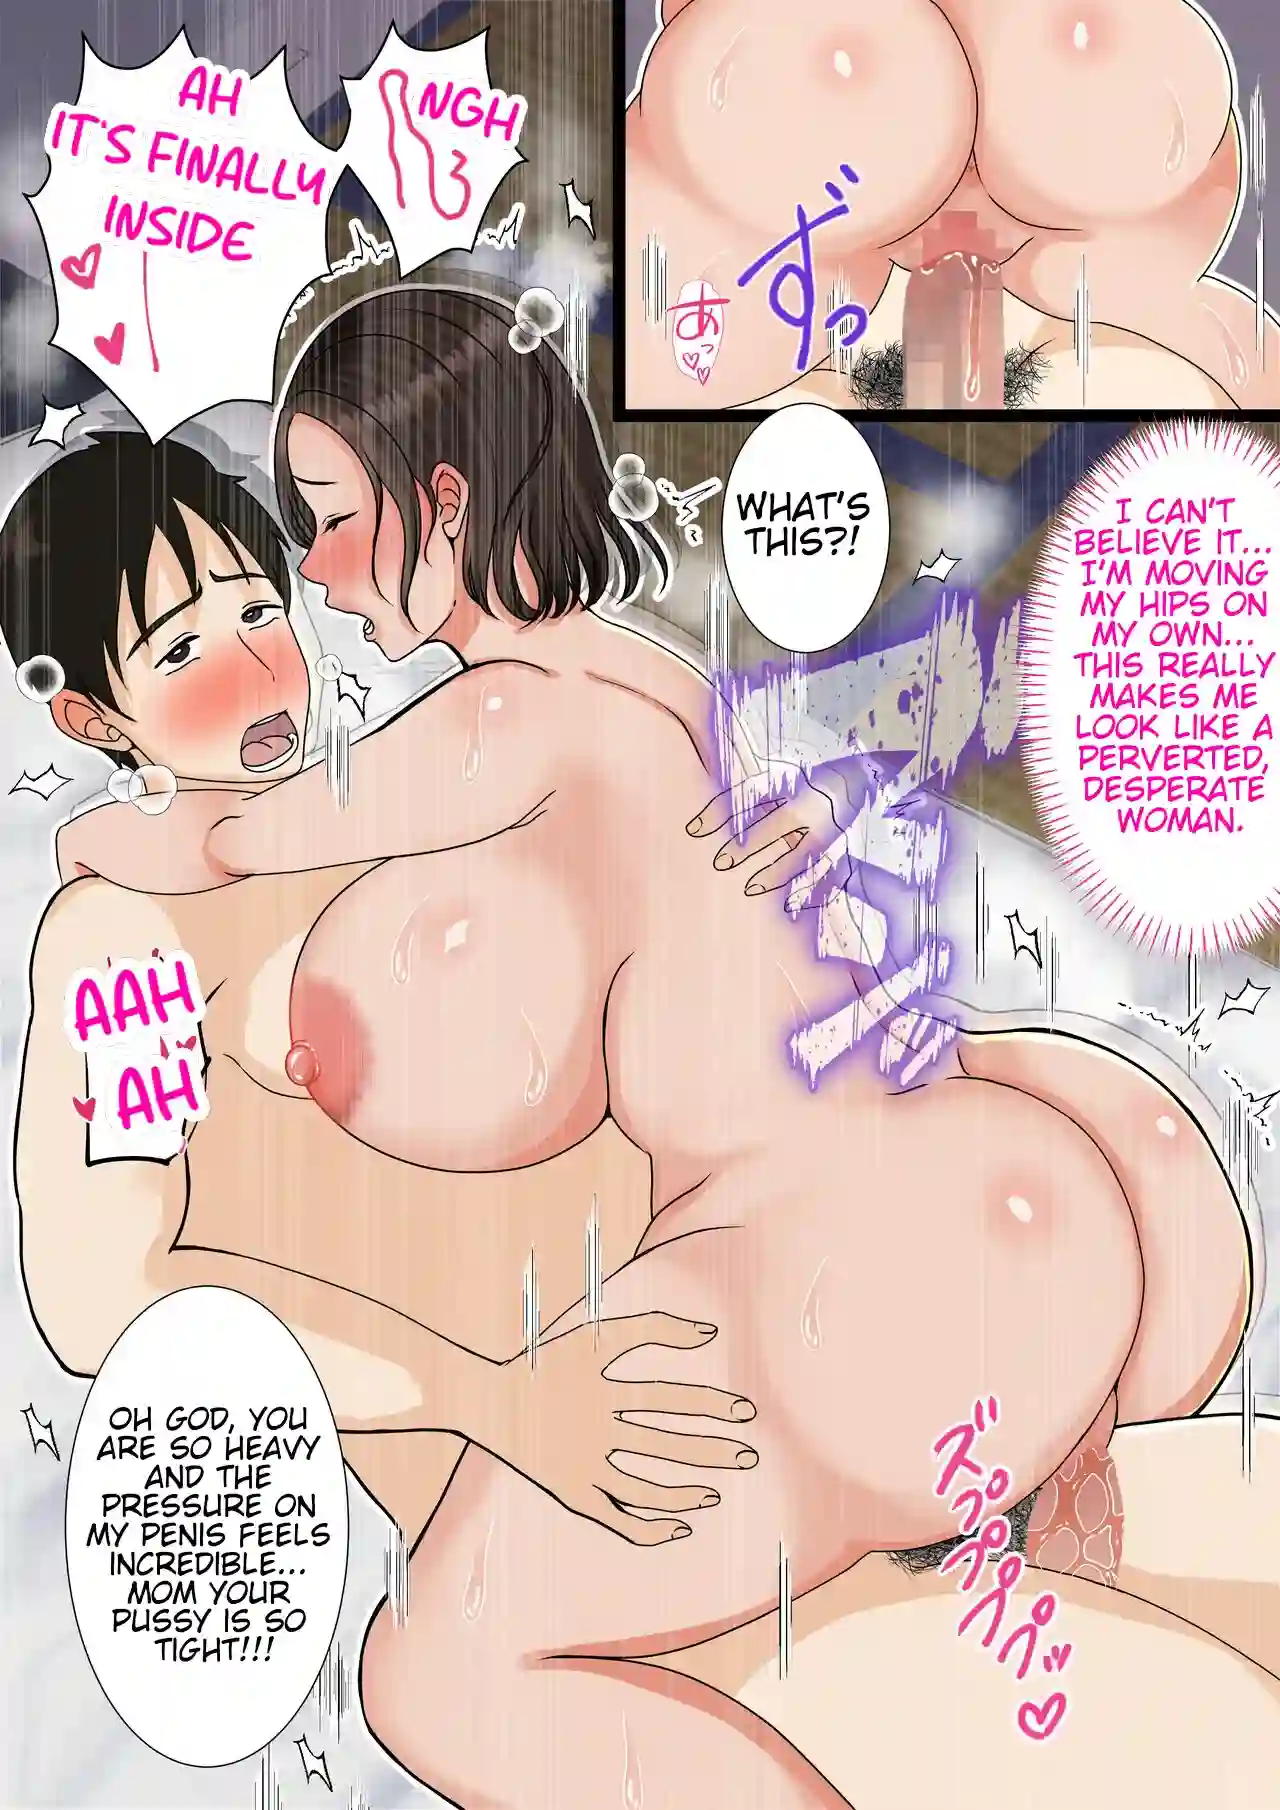 AH
IT'S FINALLY
INSIDE
NGH
ずっ
あっ
WHAT'S
THIS?!
I CAN'T
BELIEVE IT...
I'M MOVING
MY HIPS ON
MY OWN...
THIS REALLY
MAKES ME
LOOK LIKE A
PERVERTED,
DESPERATE
WOMAN.
AAH
AH
OH GOD, YOU
ARE SO HEAVY
AND THE
PRESSURE ON
MY PENIS FEELS
INCREDIBLE...
MOM YOUR
PUSSY IS SO
TIGHT!!!
ズプププププッ